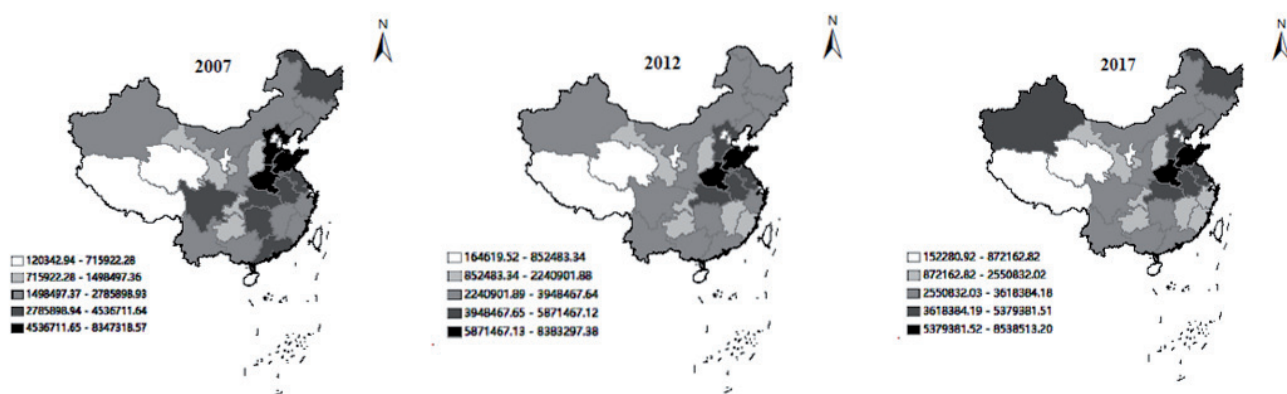 N
2007
120342.94 - 715922.28
715922.28 - 1498497.36
1498497.37 - 2785898.93
2785898.94 - 4536711.64
4536711.65 - 8347318.57
N
2012
164619.52 - 852483.34
852483.34 - 2240901.88
2240901.89 - 3948467.64
3948467.65 - 5871467.12
5871467.13 - 8383297.38
N
2017
152280.92 - 872162.82
872162.82 - 2550832.02
2550832.03 - 3618384.18
3618384.19 - 5379381.51
5379381.52 - 8538513.20